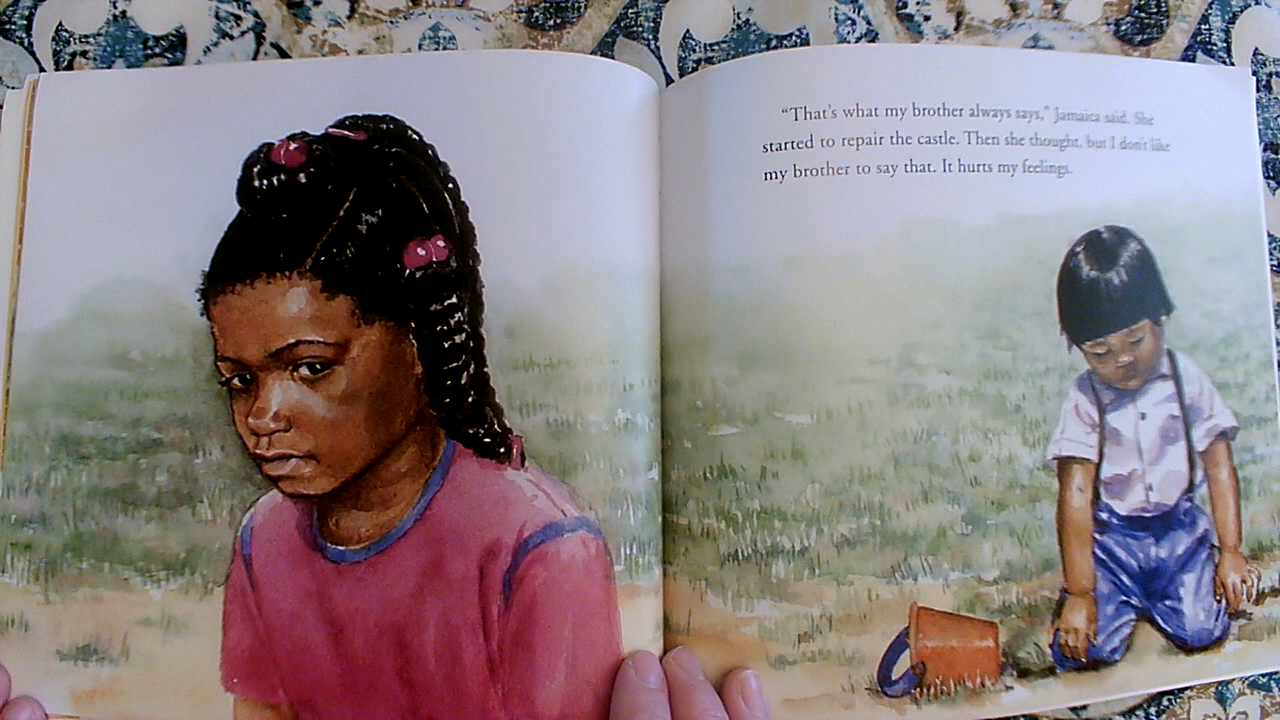 “That’s what my brother always says,” Jamaica said. She
started to repair the castle. Then she thought, but I don’t like
my brother to say that. It hurts my feelings.